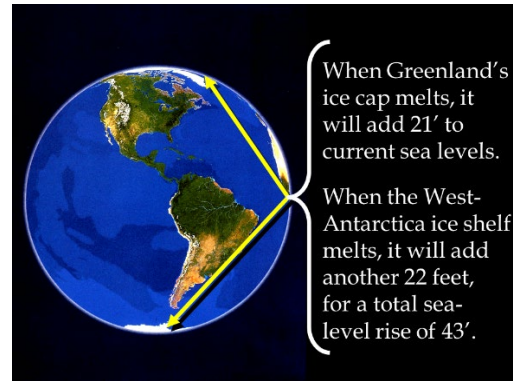 When Greenland’s
ice cap melts, it
will add 21’ to
current sea levels.
When the West-
Antarctica ice shelf
melts, it will add
another 22 feet,
for a total sea-
level rise of 43’.